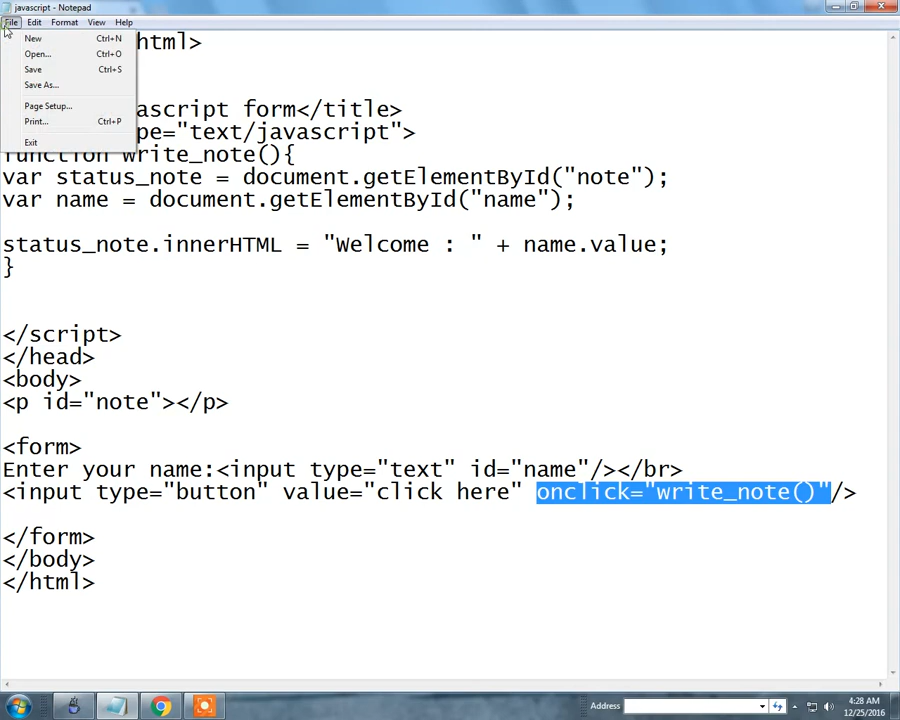 javascript - Notepad
File Edit Format View Help
New Ctrl+N
Open... Ctrl+O
Save Ctrl+S
Save As...
Page Setup...
Print... Ctrl+P
Exit
html>
ascript form</title>
pe="text/javascript">
function write_note(){
var status_note = document.getElementById("note");
var name = document.getElementById("name");
status_note.innerHTML = "Welcome : " + name.value;
}
</script>
</head>
<body>
<p id="note"></p>
<form>
Enter your name:<input type="text" id="name"/></br>
<input type="button" value="click here" onclick="write_note()"/>
</form>
</body>
</html>
Address
4:28 AM
12/25/2016